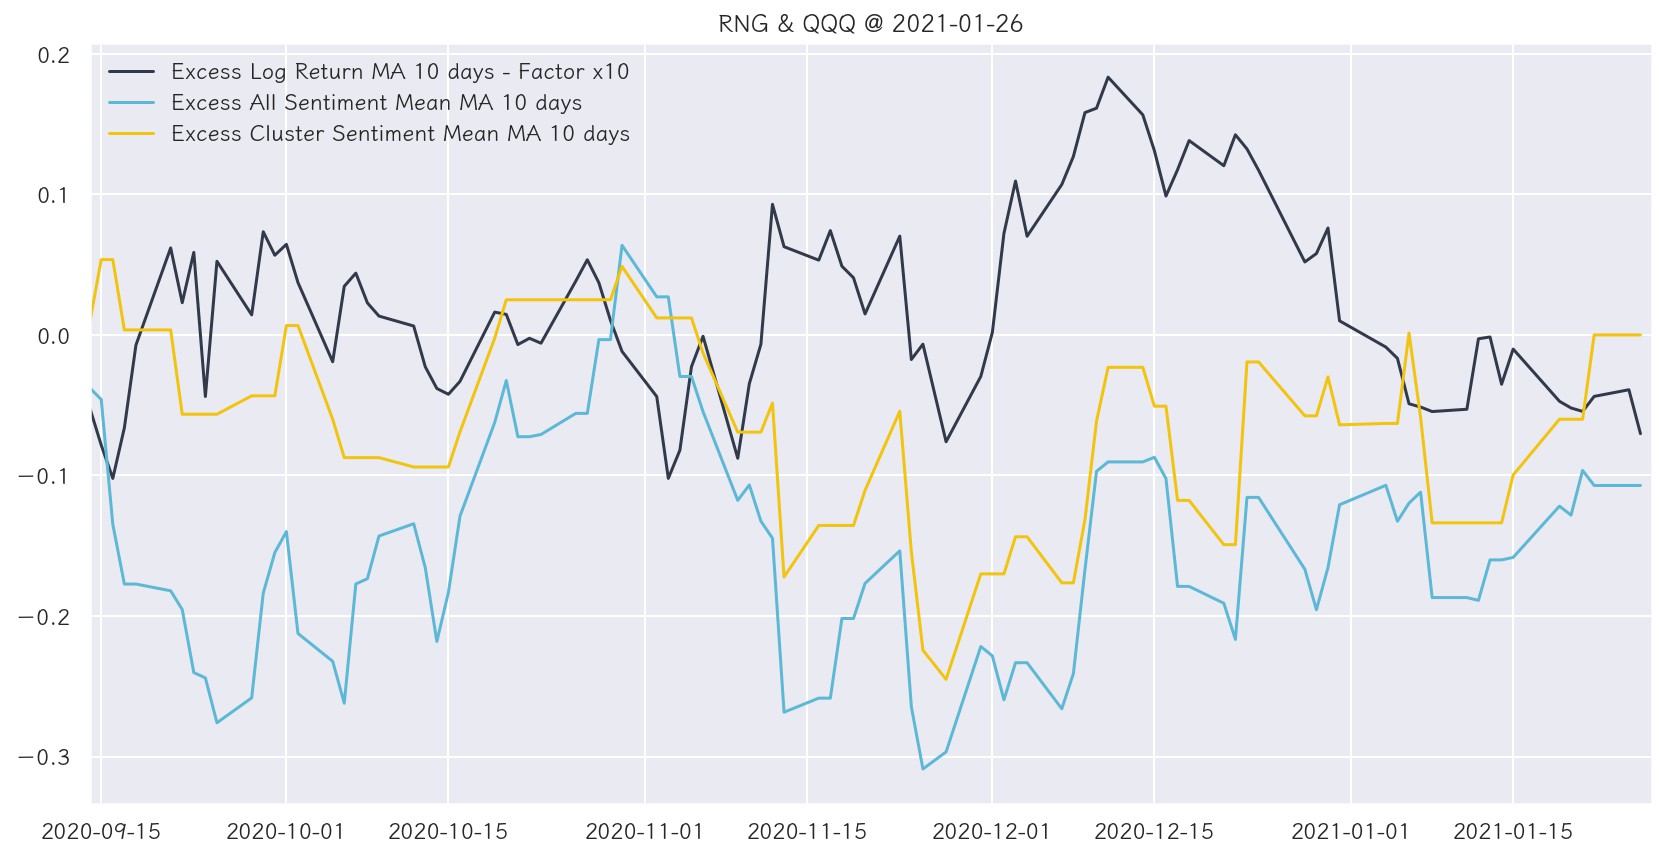 RNG & QQQ @ 2021-01-26
Excess Log Return MA 10 days - Factor x10
Excess All Sentiment Mean MA 10 days
Excess Cluster Sentiment Mean MA 10 days
0.2
0.1
0.0
−0.1
−0.2
−0.3
2020-09-15 2020-10-01 2020-10-15 2020-11-01 2020-11-15 2020-12-01 2020-12-15 2021-01-01 2021-01-15